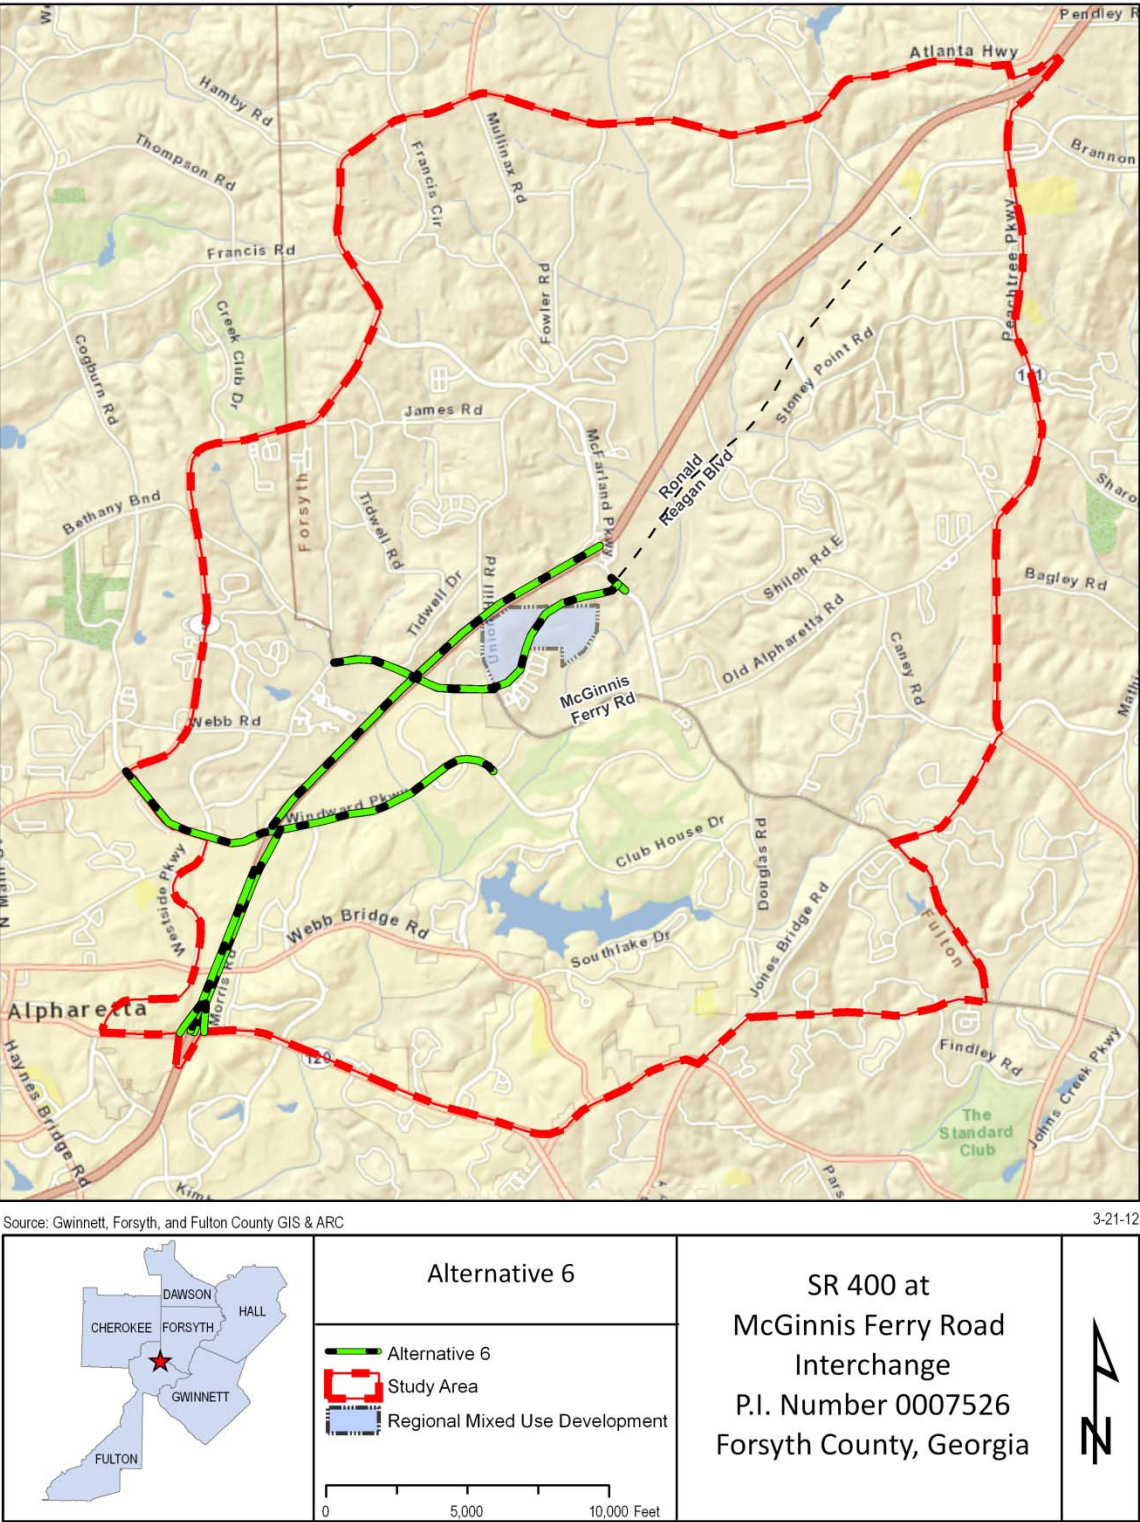 Pendley R
Atlanta Hwy
Hamby Rd
Mullinax Rd
Thompson Rd
Francis Cir
Brannon
Peachtree Pkwy
Francis Rd
Fowler Rd
Creek Club Dr
Cogburn Rd
Stoney Point Rd
James Rd
McFarland Pkwy
Ronald
Reagan Blvd
Sharo
Bethany Bnd
Forsyth
Tidwell Rd
Union Hill Rd
Shiloh Rd E
Bagley Rd
Tidwell Dr
Old Alpharetta Rd
Caney Rd
McGinnis
Ferry Rd
Webb Rd
Windward Pkwy
Club House Dr
Douglas Rd
Westside Pkwy
Webb Bridge Rd
Jones Bridge Rd
Fulton
Southlake Dr
Morris Rd
Alpharetta
120
Findley Rd
Haynes Bridge Rd
Johns Creek Pkwy
The
Standard
Club
Pars
Source: Gwinnett, Forsyth, and Fulton County GIS & ARC
3-21-12
DAWSON
HALL
CHEROKEE
FORSYTH
GWINNETT
FULTON
Alternative 6
Alternative 6
Study Area
Regional Mixed Use Development
0
5,000
10,000 Feet
SR 400 at
McGinnis Ferry Road
Interchange
P.I. Number 0007526
Forsyth County, Georgia
N